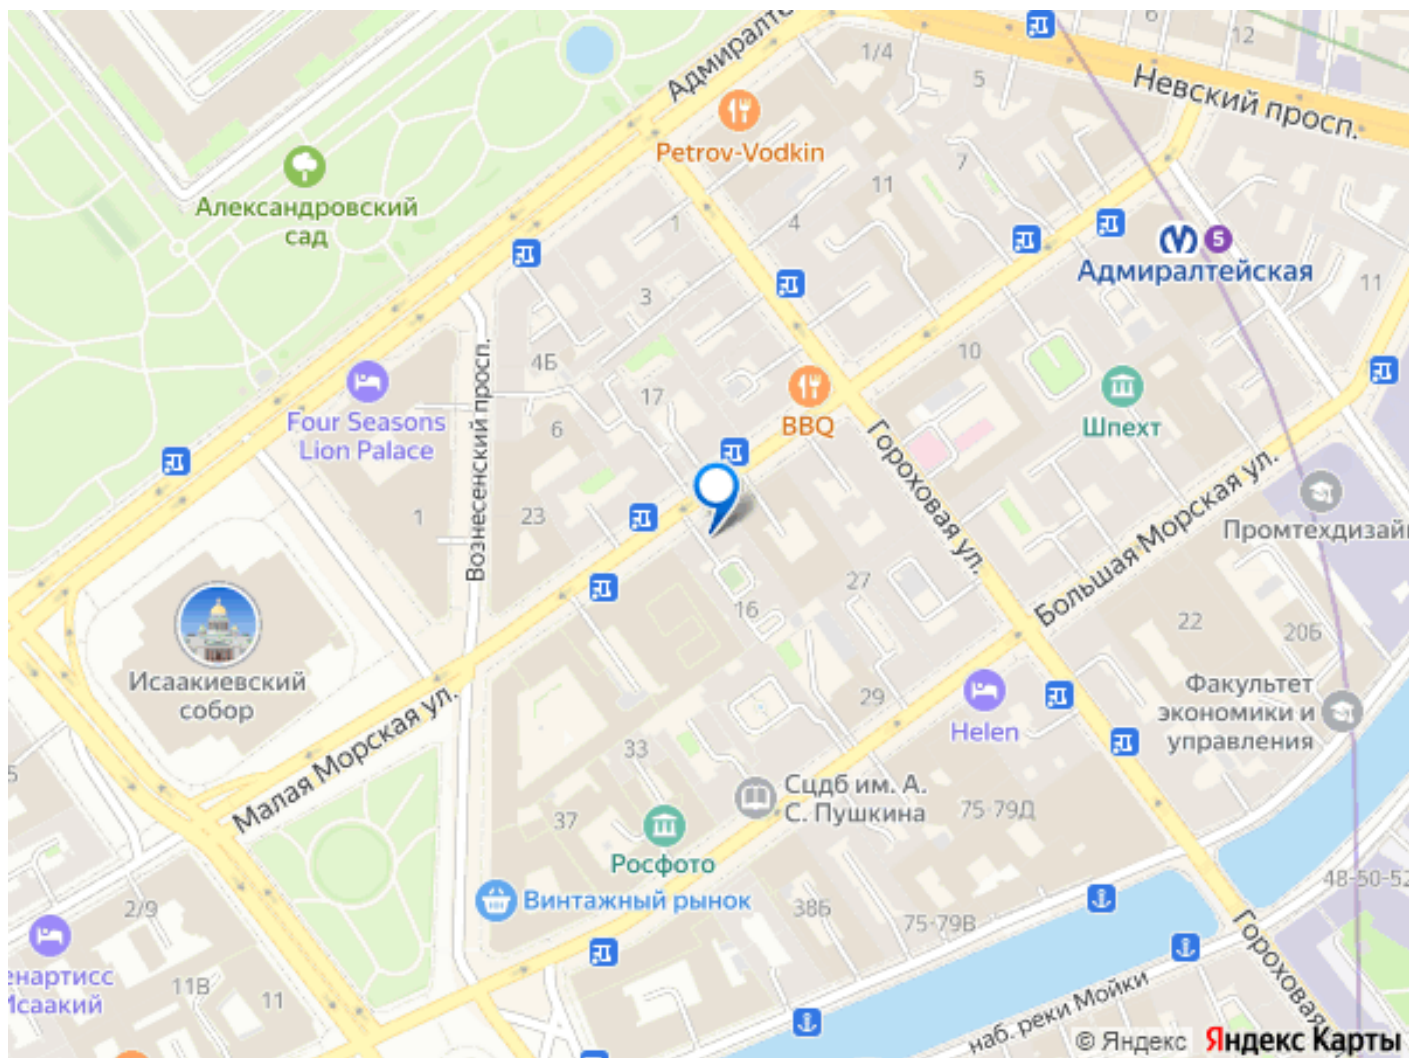 Адмиралт
6
12
1/4
5
Невский просп.
Petrov-Vodkin
7
11
Александровский
сад
1
4
5
Адмиралтейская
11
3
4Б
10
17
Four Seasons
Lion Palace
BBQ
Шпехт
6
Гороховая ул.
Вознесенский просп.
1
23
Большая Морская ул.
Промтехдизай
27
16
22
20Б
Исаакиевский
собор
29
Факультет
экономики и
управления
Малая Морская ул.
Helen
33
5
Сцдб им. А.
С. Пушкина
75-79Д
37
Росфото
48-50-52
Винтажный рынок
2/9
38Б
75-79В
Гороховая
енартисс
Исаакий
11В
11
наб. реки Мойки
© Яндекс Яндекс Карты